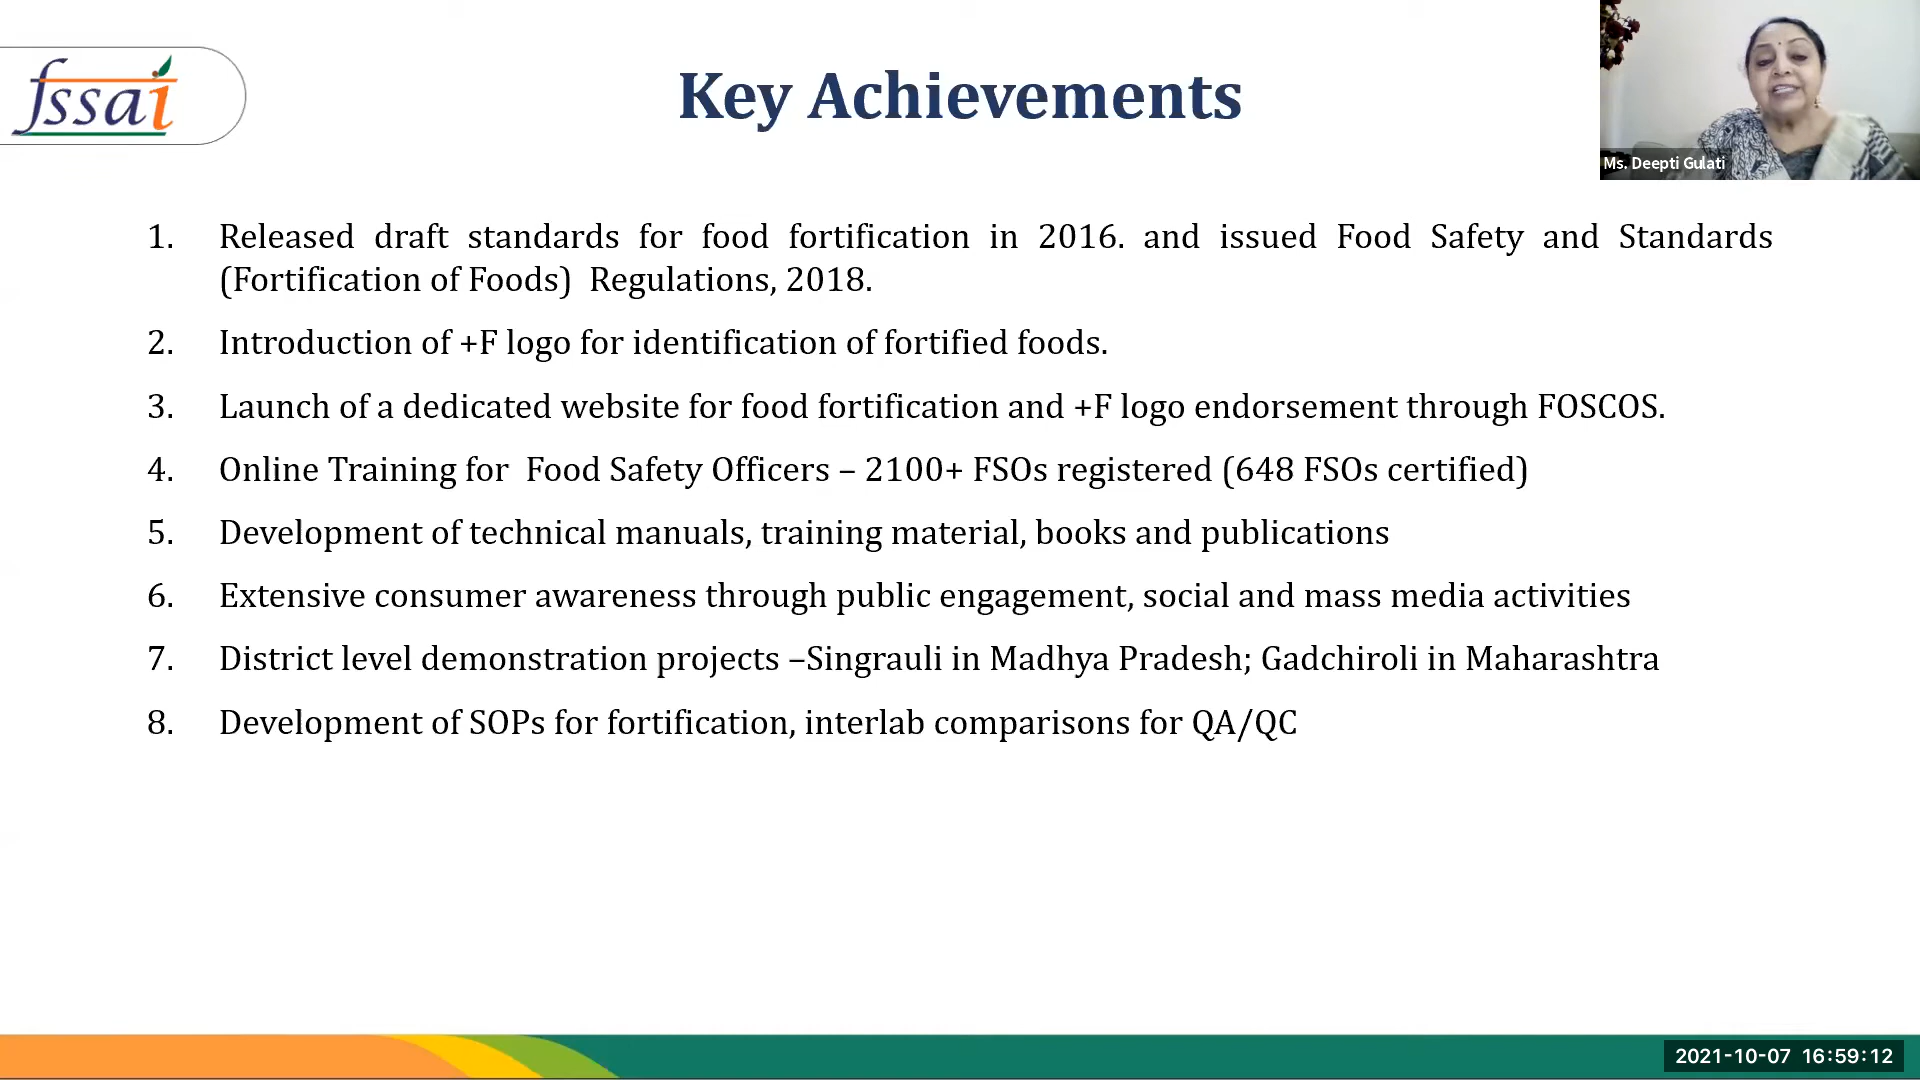 fssai
Key Achievements
Ms. Deepti Gulati
1. Released draft standards for food fortification in 2016. and issued Food Safety and Standards
(Fortification of Foods) Regulations, 2018.
2. Introduction of +F logo for identification of fortified foods.
3. Launch of a dedicated website for food fortification and +F logo endorsement through FOSCOS.
4. Online Training for Food Safety Officers – 2100+ FSOs registered (648 FSOs certified)
5. Development of technical manuals, training material, books and publications
6. Extensive consumer awareness through public engagement, social and mass media activities
7. District level demonstration projects –Singrauli in Madhya Pradesh; Gadchiroli in Maharashtra
8. Development of SOPs for fortification, interlab comparisons for QA/QC
2021-10-07 16:59:12